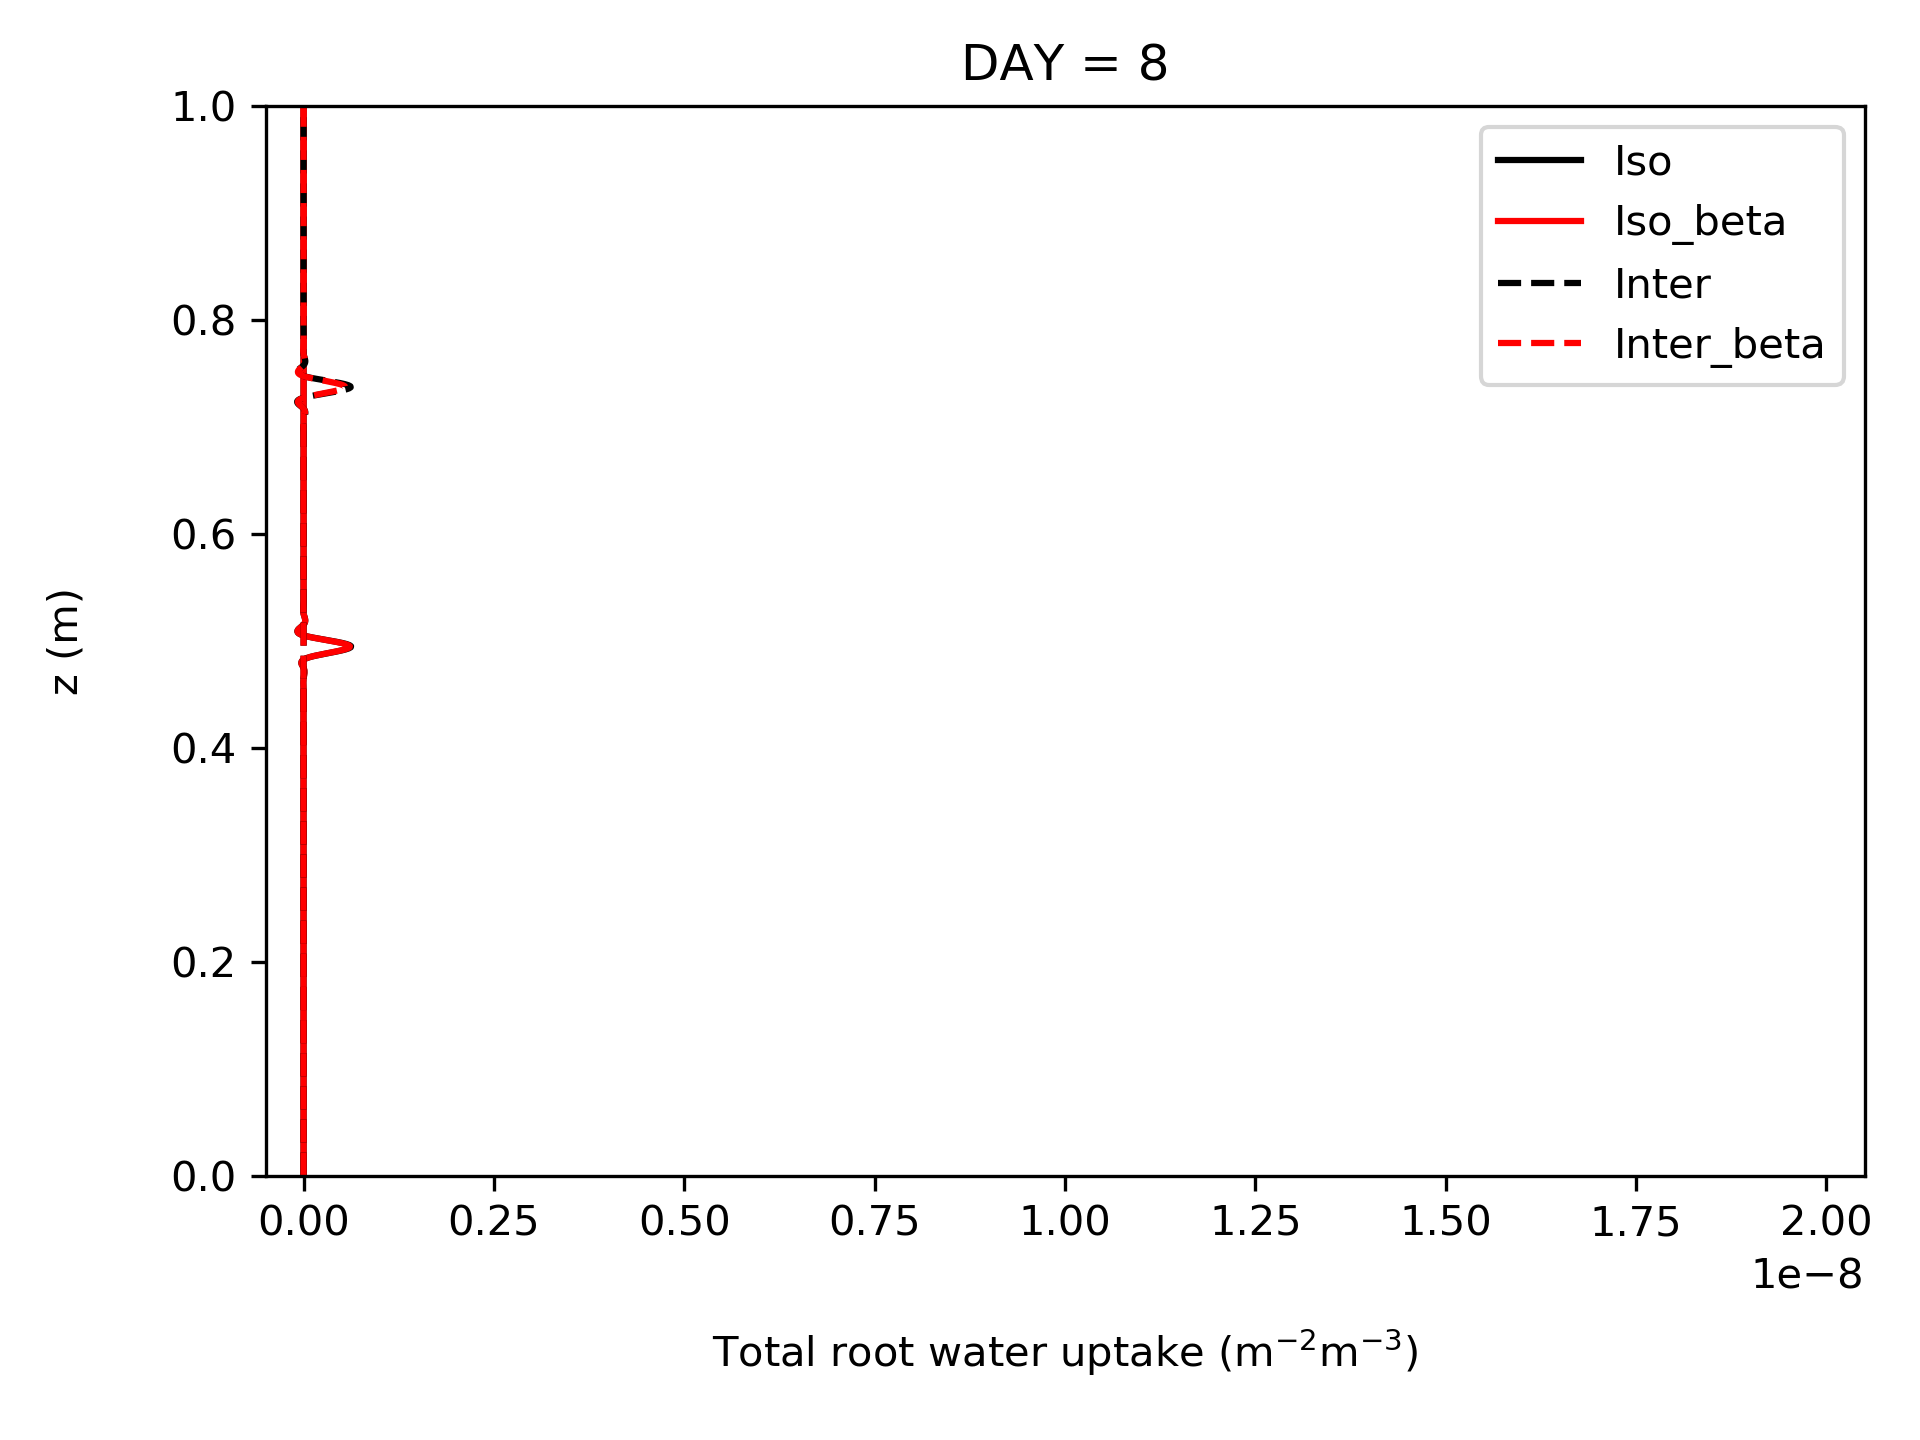 DAY = 8
1.0
0.8
0.6
0.4
0.2
0.0
z (m)
Iso
Iso_beta
Inter
Inter_beta
0.00 0.25 0.50 0.75 1.00 1.25 1.50 1.75 2.00
1e−8
Total root water uptake (m⁻²m⁻³)